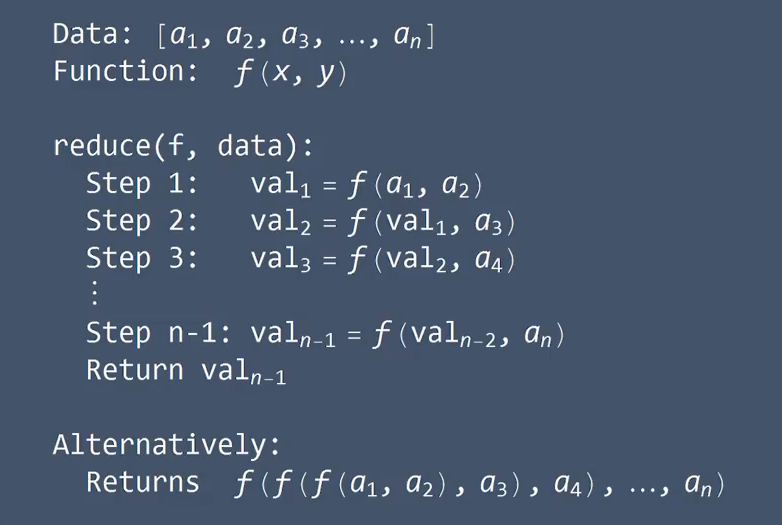 Data: [a₁, a₂, a₃, ..., aₙ]
Function: f(x, y)
reduce(f, data):
Step 1: val₁ = f(a₁, a₂)
Step 2: val₂ = f(val₁, a₃)
Step 3: val₃ = f(val₂, a₄)
⋮
Step n-1: valₙ₋₁ = f(valₙ₋₂, aₙ)
Return valₙ₋₁
Alternatively:
Returns f(f(f(a₁, a₂), a₃), a₄), ..., aₙ)